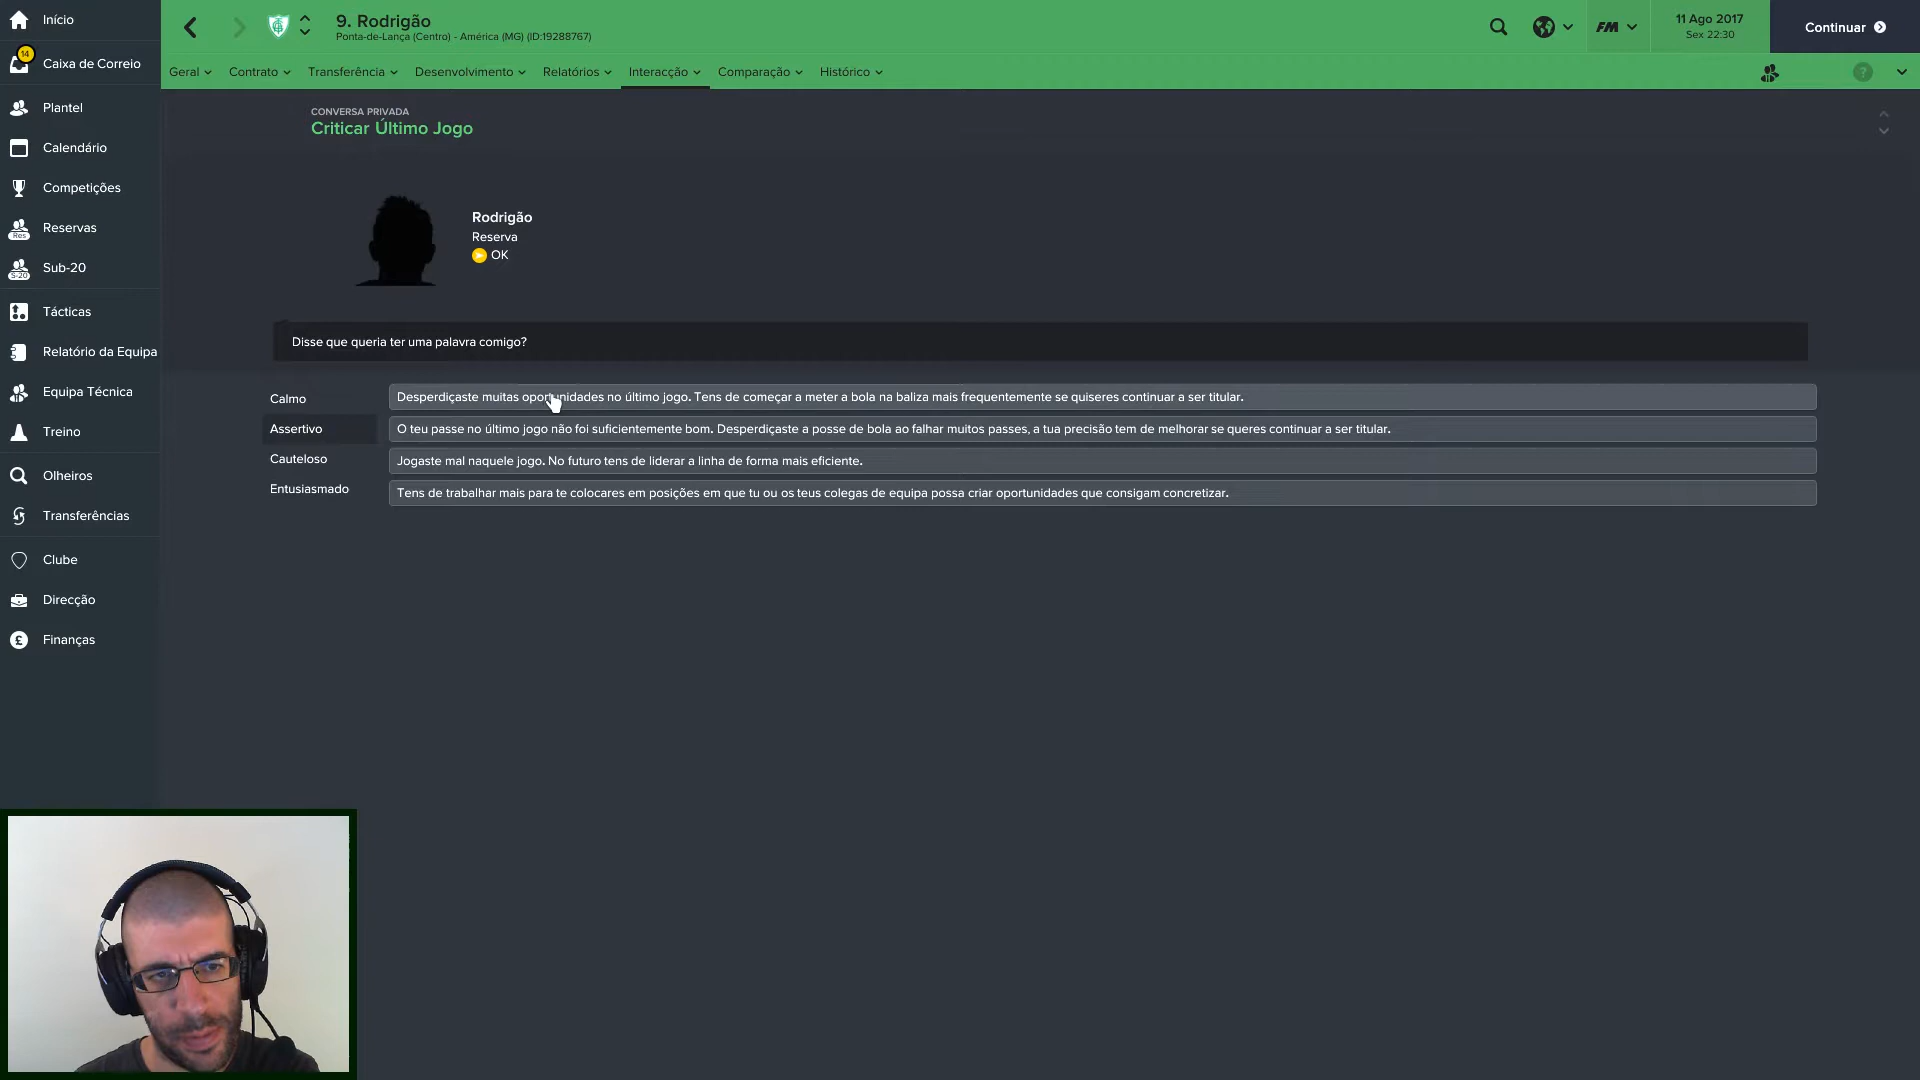 Início
14
Caixa de Correio
Plantel
Calendário
Competições
Res
Reservas
S-20
Sub-20
Tácticas
Relatório da Equipa
Equipa Técnica
Treino
Olheiros
Transferências
Clube
Direcção
£
Finanças
9. Rodrigão
Ponta-de-Lança (Centro) - América (MG) (ID:19288767)
FM
11 Ago 2017
Sex 22:30
Continuar
Geral
Contrato
Transferência
Desenvolvimento
Relatórios
Interacção
Comparação
Histórico
?
CONVERSA PRIVADA
Criticar Último Jogo
Rodrigão
Reserva
OK
Disse que queria ter uma palavra comigo?
Calmo
Assertivo
Cauteloso
Entusiasmado
Desperdiçaste muitas oportunidades no último jogo. Tens de começar a meter a bola na baliza mais frequentemente se quiseres continuar a ser titular.
O teu passe no último jogo não foi suficientemente bom. Desperdiçaste a posse de bola ao falhar muitos passes, a tua precisão tem de melhorar se queres continuar a ser titular.
Jogaste mal naquele jogo. No futuro tens de liderar a linha de forma mais eficiente.
Tens de trabalhar mais para te colocares em posições em que tu ou os teus colegas de equipa possa criar oportunidades que consigam concretizar.